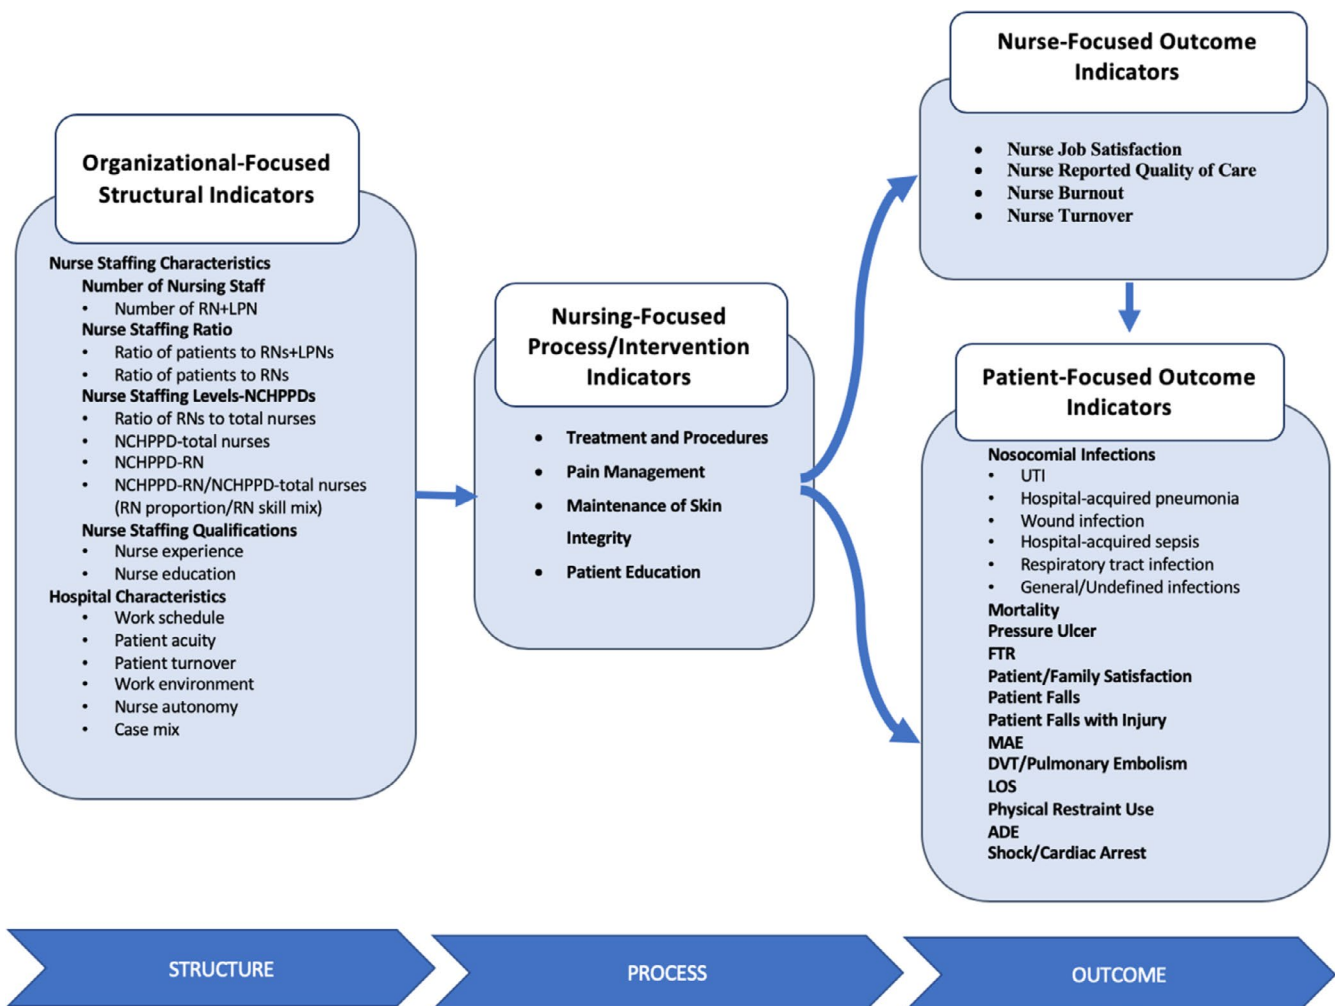 Organizational-Focused
Structural Indicators
Nurse Staffing Characteristics
Number of Nursing Staff
• Number of RN+LPN
Nurse Staffing Ratio
• Ratio of patients to RNs+LPNs
• Ratio of patients to RNs
Nurse Staffing Levels-NCHPPDs
• Ratio of RNs to total nurses
• NCHPPD-total nurses
• NCHPPD-RN
• NCHPPD-RN/NCHPPD-total nurses
(RN proportion/RN skill mix)
Nurse Staffing Qualifications
• Nurse experience
• Nurse education
Hospital Characteristics
• Work schedule
• Patient acuity
• Patient turnover
• Work environment
• Nurse autonomy
• Case mix
Nursing-Focused
Process/Intervention
Indicators
• Treatment and Procedures
• Pain Management
• Maintenance of Skin
Integrity
• Patient Education
Nurse-Focused Outcome
Indicators
• Nurse Job Satisfaction
• Nurse Reported Quality of Care
• Nurse Burnout
• Nurse Turnover
Patient-Focused Outcome
Indicators
Nosocomial Infections
• UTI
• Hospital-acquired pneumonia
• Wound infection
• Hospital-acquired sepsis
• Respiratory tract infection
• General/Undefined infections
Mortality
Pressure Ulcer
FTR
Patient/Family Satisfaction
Patient Falls
Patient Falls with Injury
MAE
DVT/Pulmonary Embolism
LOS
Physical Restraint Use
ADE
Shock/Cardiac Arrest
STRUCTURE
PROCESS
OUTCOME